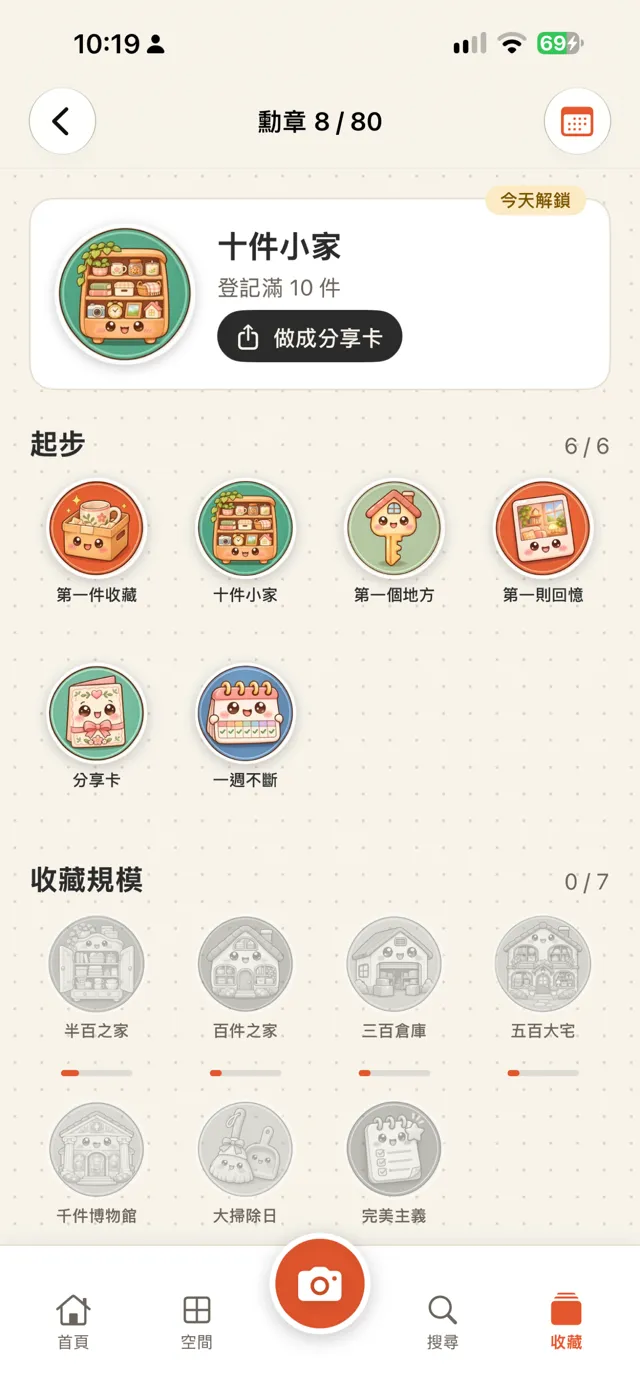 10:19
69
勳章 8 / 80
今天解鎖
十件小家
登記滿 10 件
做成分享卡
起步
6 / 6
第一件收藏
十件小家
第一個地方
第一則回憶
分享卡
一週不斷
收藏規模
0 / 7
半百之家
百件之家
三百倉庫
五百大宅
千件博物館
大掃除日
完美主義
首頁
空間
搜尋
收藏